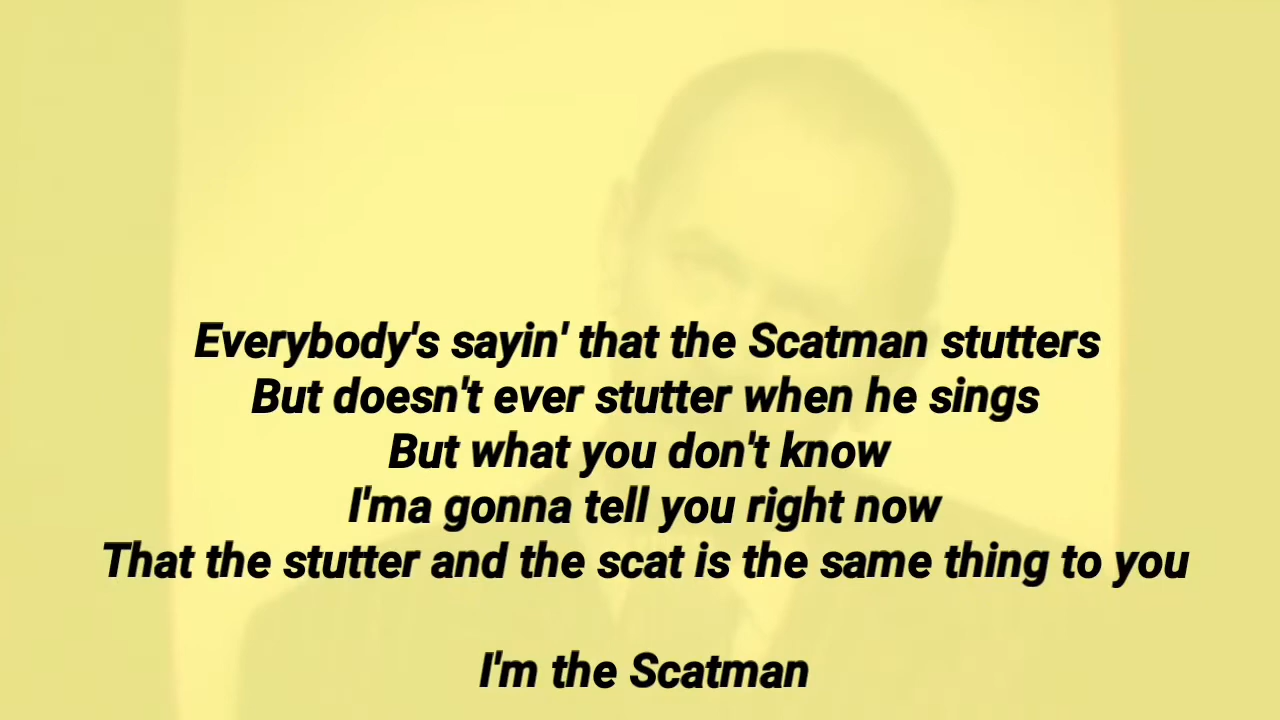 Everybody's sayin' that the Scatman stutters
But doesn't ever stutter when he sings
But what you don't know
I'ma gonna tell you right now
That the stutter and the scat is the same thing to you
I'm the Scatman